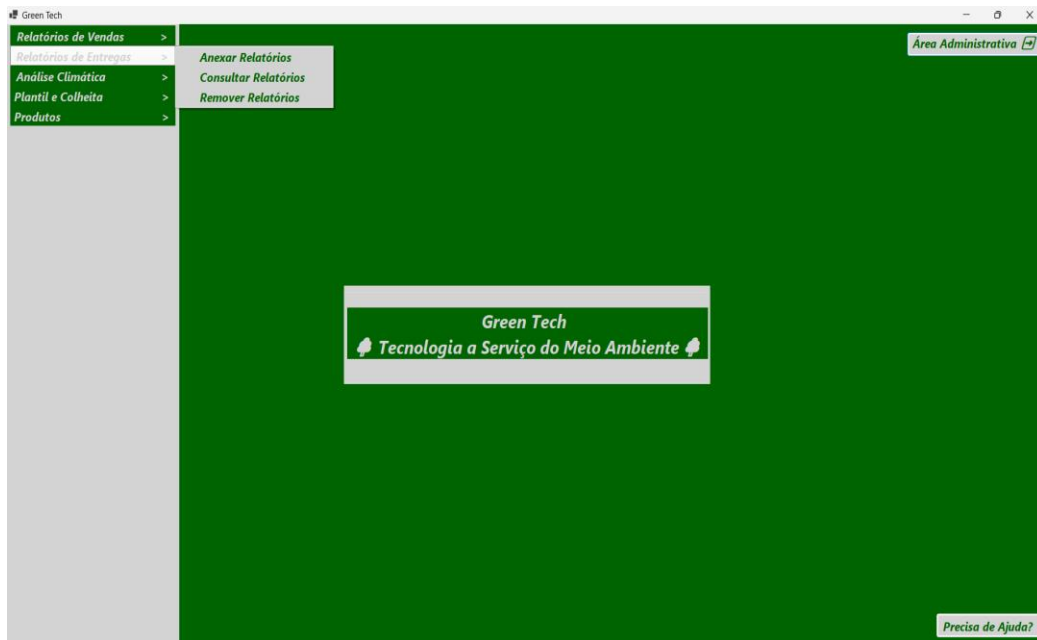 Green Tech
Relatórios de Vendas >
Relatórios de Entregas >
Análise Climática >
Plantil e Colheita >
Produtos >
Anexar Relatórios
Consultar Relatórios
Remover Relatórios
Área Administrativa
Green Tech
Tecnologia a Serviço do Meio Ambiente
Precisa de Ajuda?